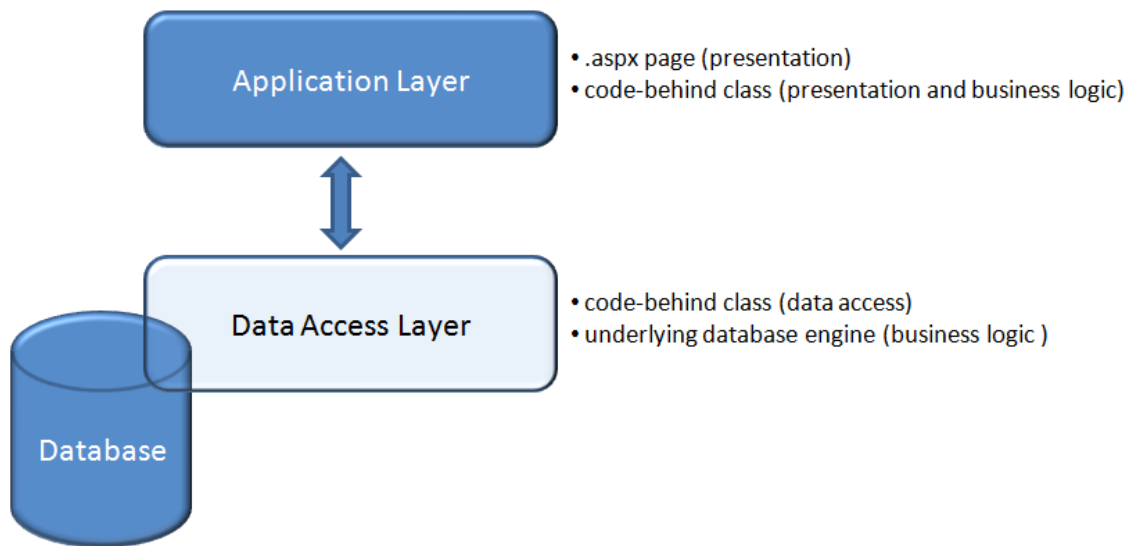 Application Layer
• .aspx page (presentation)
• code-behind class (presentation and business logic)
Data Access Layer
• code-behind class (data access)
• underlying database engine (business logic )
Database